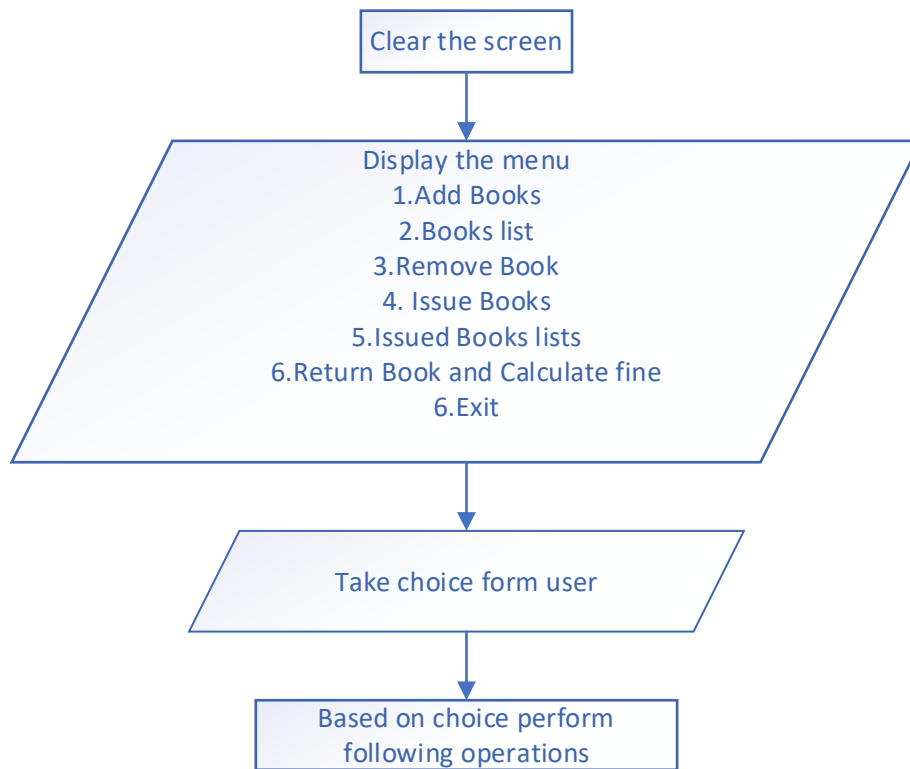 Clear the screen
Display the menu
1.Add Books
2.Books list
3.Remove Book
4. Issue Books
5.Issued Books lists
6.Return Book and Calculate fine
6.Exit
Take choice form user
Based on choice perform
following operations